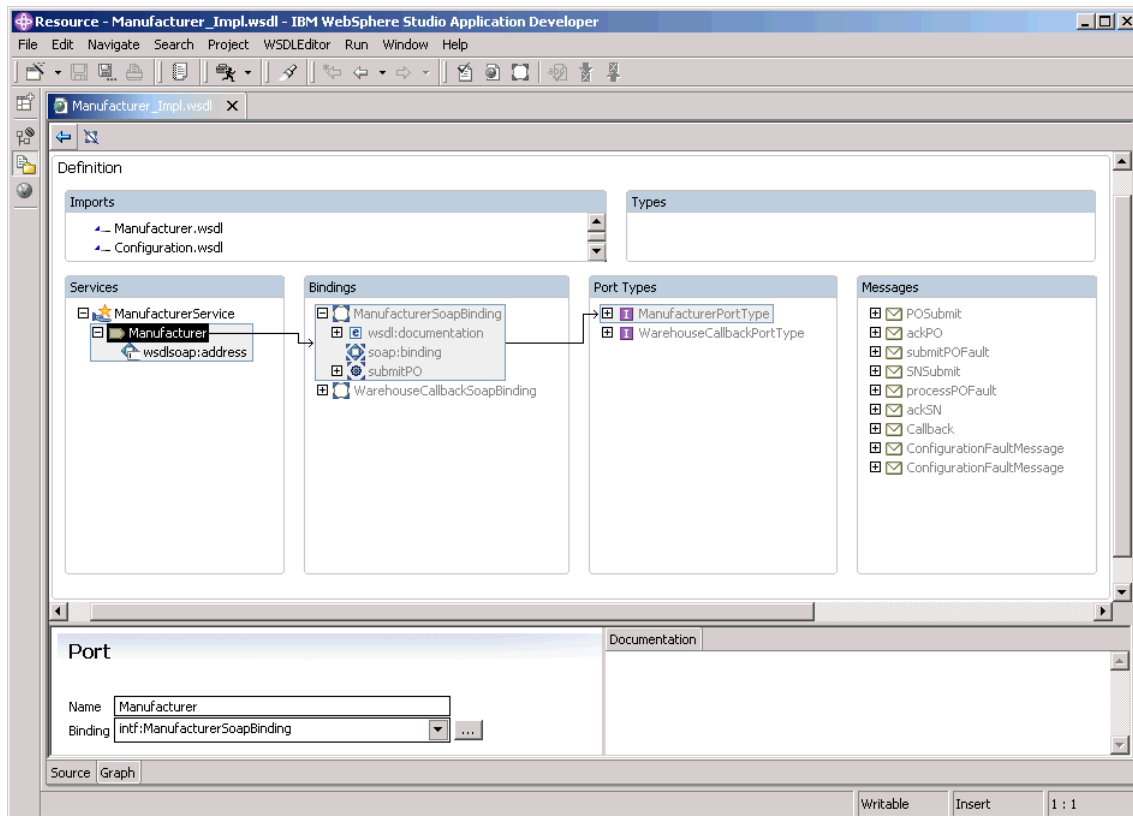 Resource - Manufacturer_Impl.wsdl - IBM WebSphere Studio Application Developer
File Edit Navigate Search Project WSDLEditor Run Window Help
Manufacturer_Impl.wsdl
Definition
Imports
Manufacturer.wsdl
Configuration.wsdl
Types
Services
ManufacturerService
Manufacturer
wsdlsoap:address
Bindings
ManufacturerSoapBinding
wsdl:documentation
soap:binding
submitPO
WarehouseCallbackSoapBinding
Port Types
ManufacturerPortType
WarehouseCallbackPortType
Messages
POSubmit
ackPO
submitPOFault
SNSubmit
processPOFault
ackSN
Callback
ConfigurationFaultMessage
ConfigurationFaultMessage
Port
Name Manufacturer
Binding intf:ManufacturerSoapBinding ...
Documentation
Source Graph
Writable Insert 1 : 1